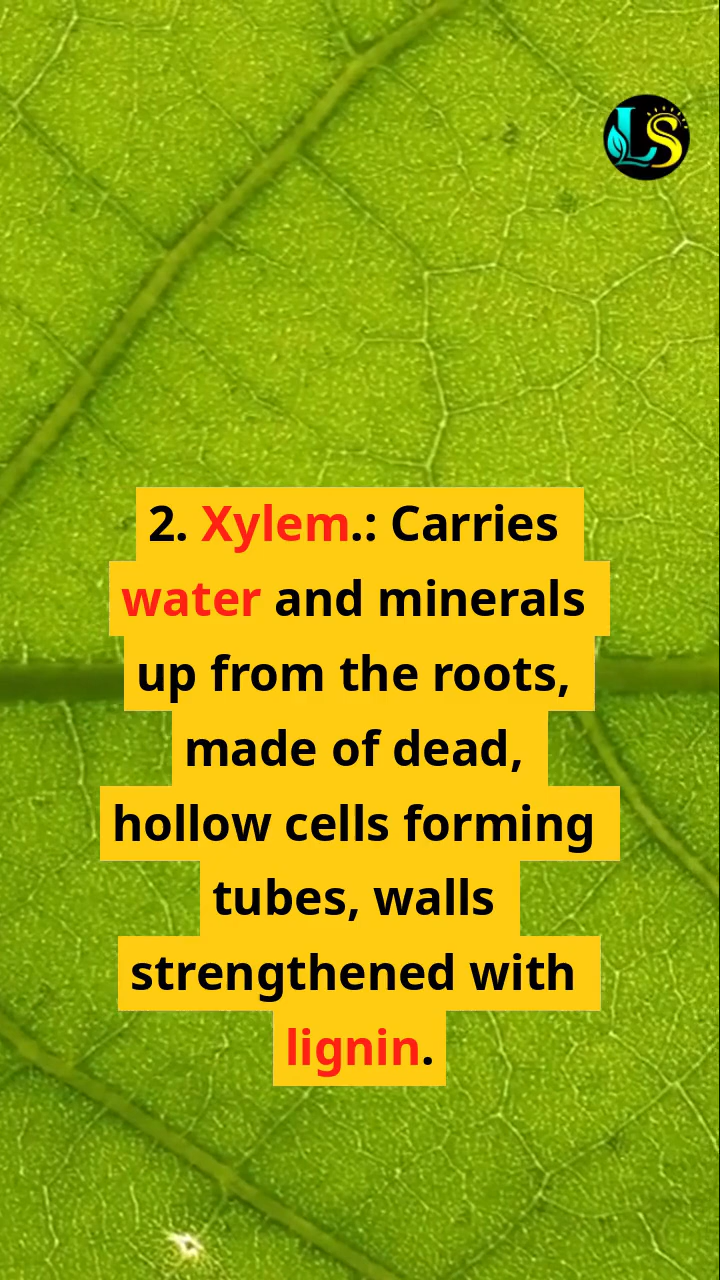 LS
2. Xylem.: Carries
water and minerals
up from the roots,
made of dead,
hollow cells forming
tubes, walls
strengthened with
lignin.